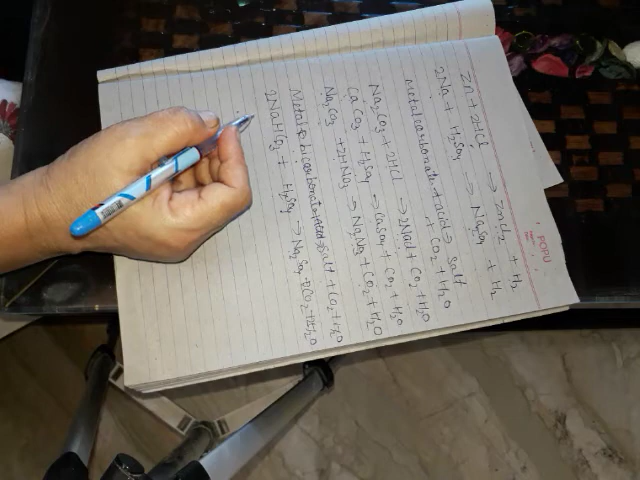 POPU
Zn + 2HCl → ZnCl2 + H2
2Na + H2SO4 → Na2SO4 + H2
metal carbonate + acid → salt
+ CO2 + H2O
Na2CO3 + 2HCl → 2NaCl + CO2 + H2O
CaCO3 + H2SO4 → CaSO4 + CO2 + H2O
Na2CO3 + 2HNO3 → Na2NO3 + CO2 + H2O
Metal bicarbonate + acid → salt + CO2 + H2O
2NaHCO3 + H2SO4 → Na2SO4 + 2CO2 + 2H2O